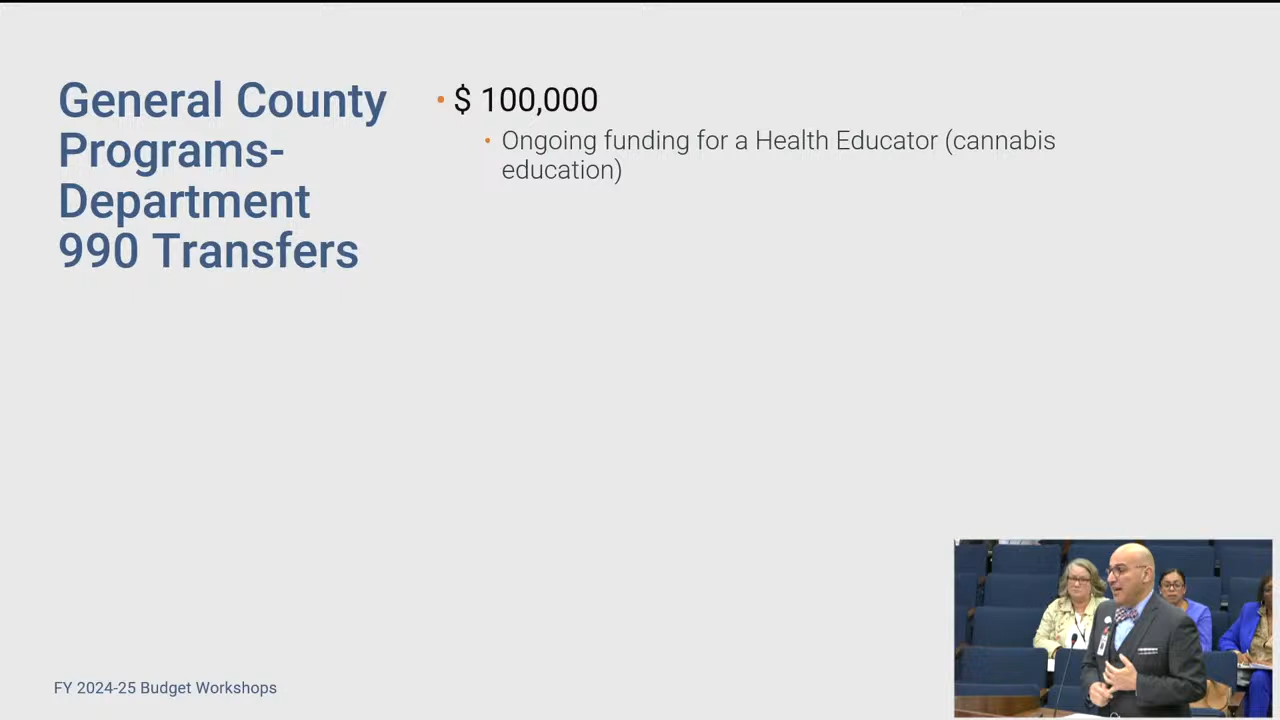 General County
Programs-
Department
990 Transfers
• $ 100,000
• Ongoing funding for a Health Educator (cannabis
education)
FY 2024-25 Budget Workshops